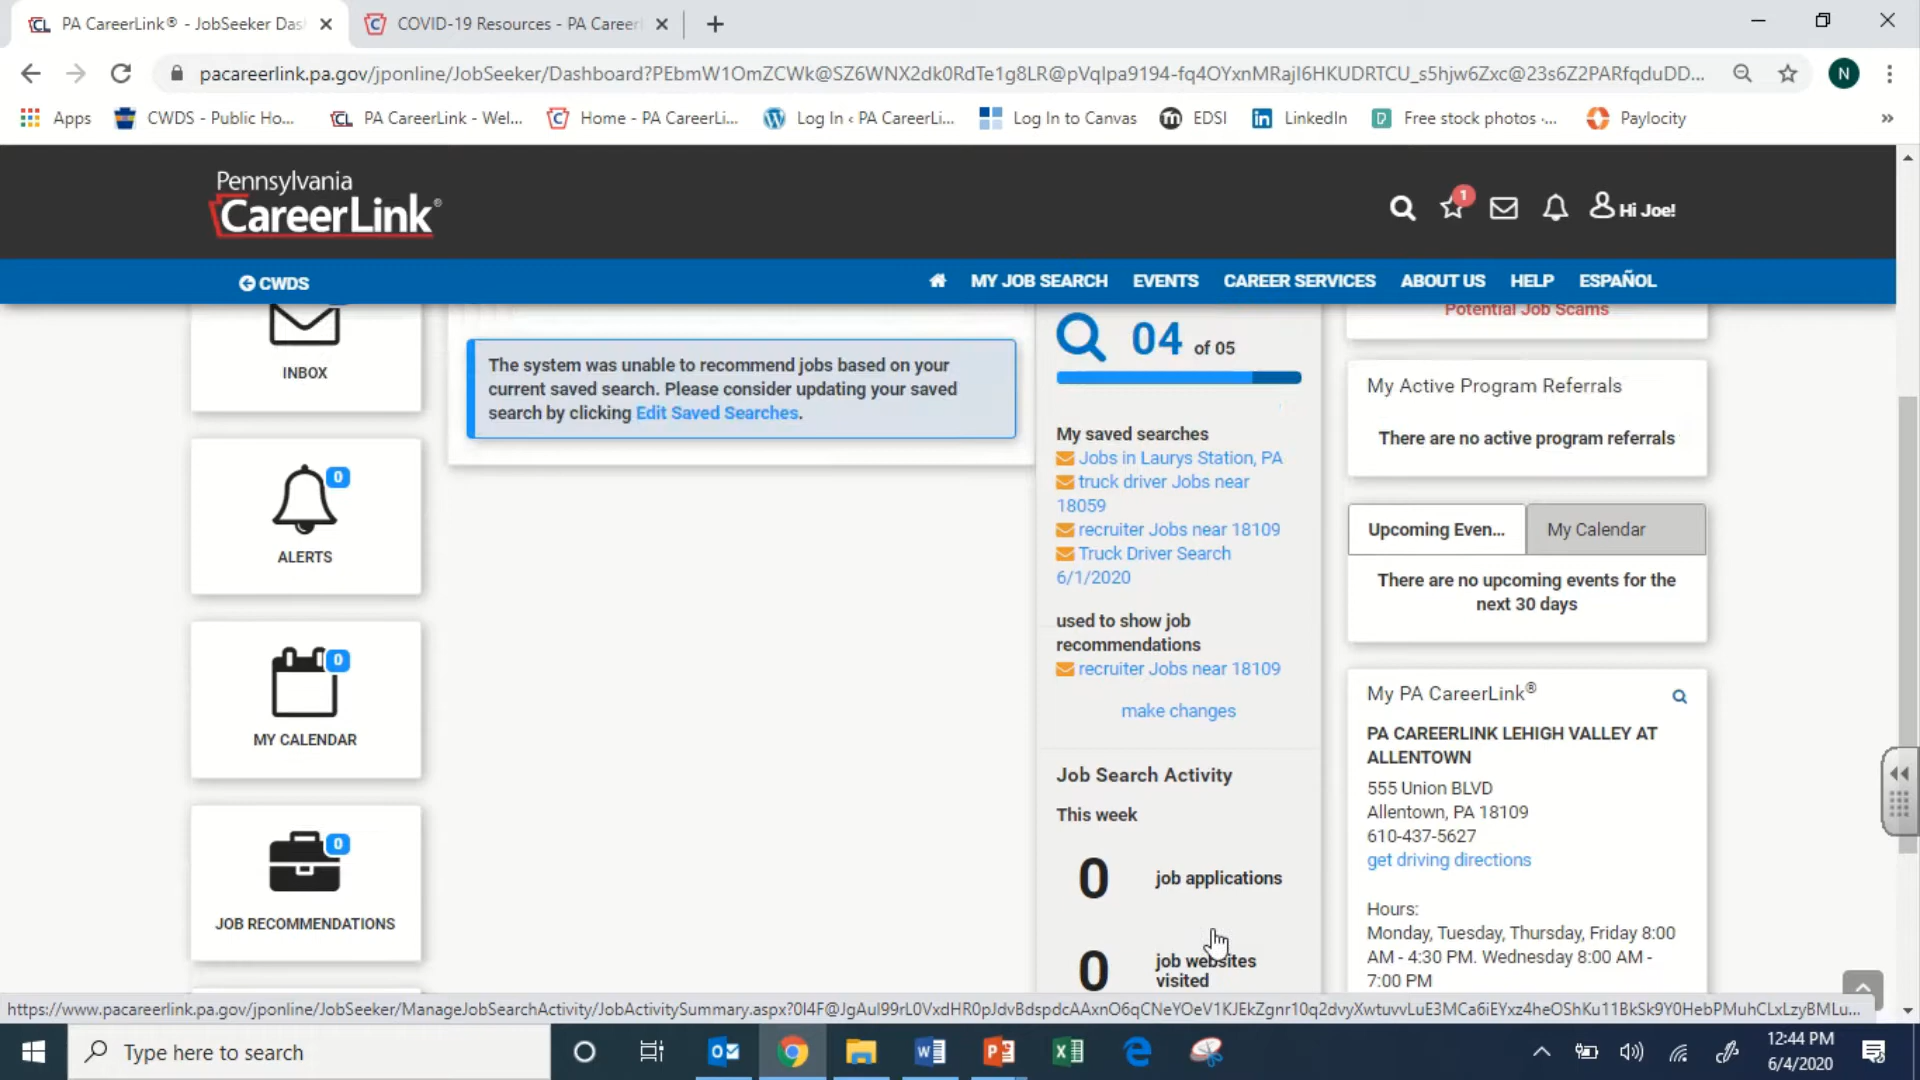 PA CareerLink® - JobSeeker Das
COVID-19 Resources - PA Career
pacareerlink.pa.gov/jponline/JobSeeker/Dashboard?PEbmW1OmZCWk@SZ6WNX2dk0RdTe1g8LR@pVqIpa9194-fq4OYxnMRajI6HKUDRTCU_s5hjw6Zxc@23s6Z2PARfqduDD...
N
Apps
CWDS - Public Ho...
PA CareerLink - Wel...
Home - PA CareerLi...
Log In ‹ PA CareerLi...
Log In to Canvas
EDSI
LinkedIn
Free stock photos ·...
Paylocity
»
Pennsylvania
CareerLink®
1
Hi Joe!
CWDS
MY JOB SEARCH
EVENTS
CAREER SERVICES
ABOUT US
HELP
ESPAÑOL
INBOX
0
ALERTS
0
MY CALENDAR
0
JOB RECOMMENDATIONS
The system was unable to recommend jobs based on your
current saved search. Please consider updating your saved
search by clicking Edit Saved Searches.
04 of 05
My saved searches
Jobs in Laurys Station, PA
truck driver Jobs near
18059
recruiter Jobs near 18109
Truck Driver Search
6/1/2020
used to show job
recommendations
recruiter Jobs near 18109
make changes
Job Search Activity
This week
0 job applications
0 job websites
visited
Potential Job Scams
My Active Program Referrals
There are no active program referrals
Upcoming Even...
My Calendar
There are no upcoming events for the
next 30 days
My PA CareerLink®
PA CAREERLINK LEHIGH VALLEY AT
ALLENTOWN
555 Union BLVD
Allentown, PA 18109
610-437-5627
get driving directions
Hours:
Monday, Tuesday, Thursday, Friday 8:00
AM - 4:30 PM. Wednesday 8:00 AM -
7:00 PM
https://www.pacareerlink.pa.gov/jponline/JobSeeker/ManageJobSearchActivity/JobActivitySummary.aspx?0I4F@JgAuI99rL0VxdHR0pJdvBdspdcAAxnO6qCNeYOeV1KJEkZgnr10q2dvyXwtuvvLuE3MCa6iEYxz4heOShKu11BkSk9Y0HebPMuhCLxLzyBMLu...
Type here to search
12:44 PM
6/4/2020